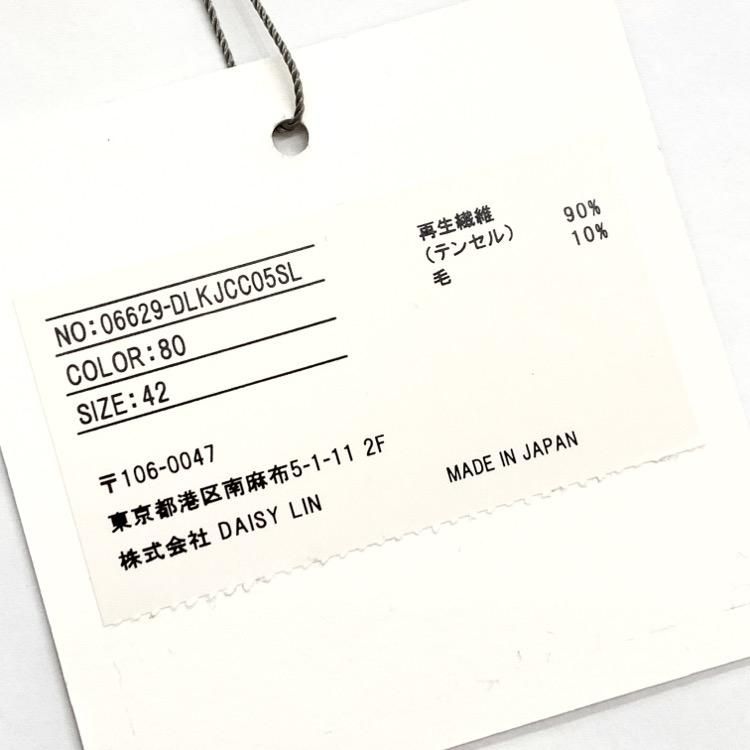 NO:06629-DLKJCC05SL
COLOR:80
SIZE:42
再生繊維 90%
(テンセル) 10%
毛
〒106-0047
東京都港区南麻布5-1-11 2F
株式会社 DAISY LIN
MADE IN JAPAN